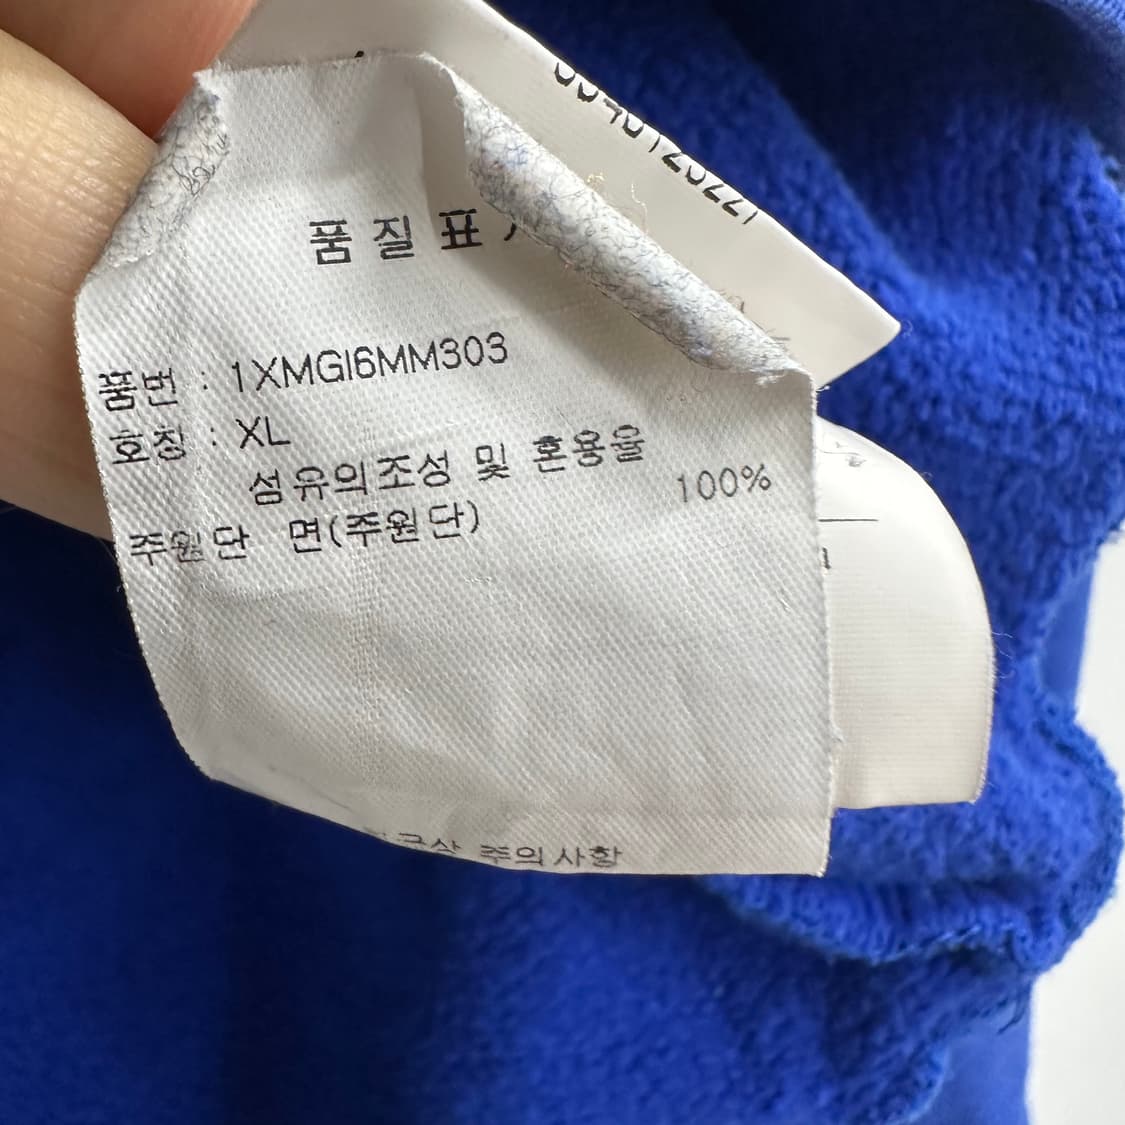 품 질 표
품번 : 1XMGI6MM303
호칭 : XL
섬유의조성 및 혼용율
주원단 면(주원단) 100%
주의사항